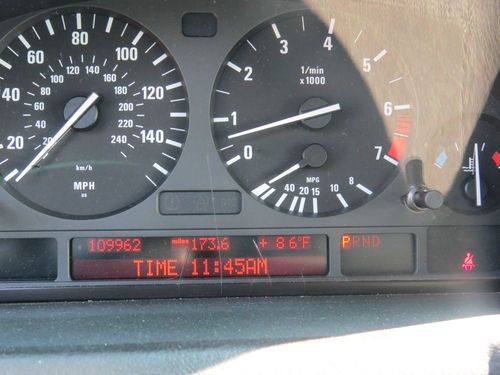 20 40 60 80 100 120 140
20 40 60 80 100 120 140 160 180 200 220 240
km/h
MPH
US
0 1 2 3 4 5 6 7
1/min
x1000
MPG
40 20 15 10 8
109962 miles 173.6 + 86°F PRND
TIME 11:45AM